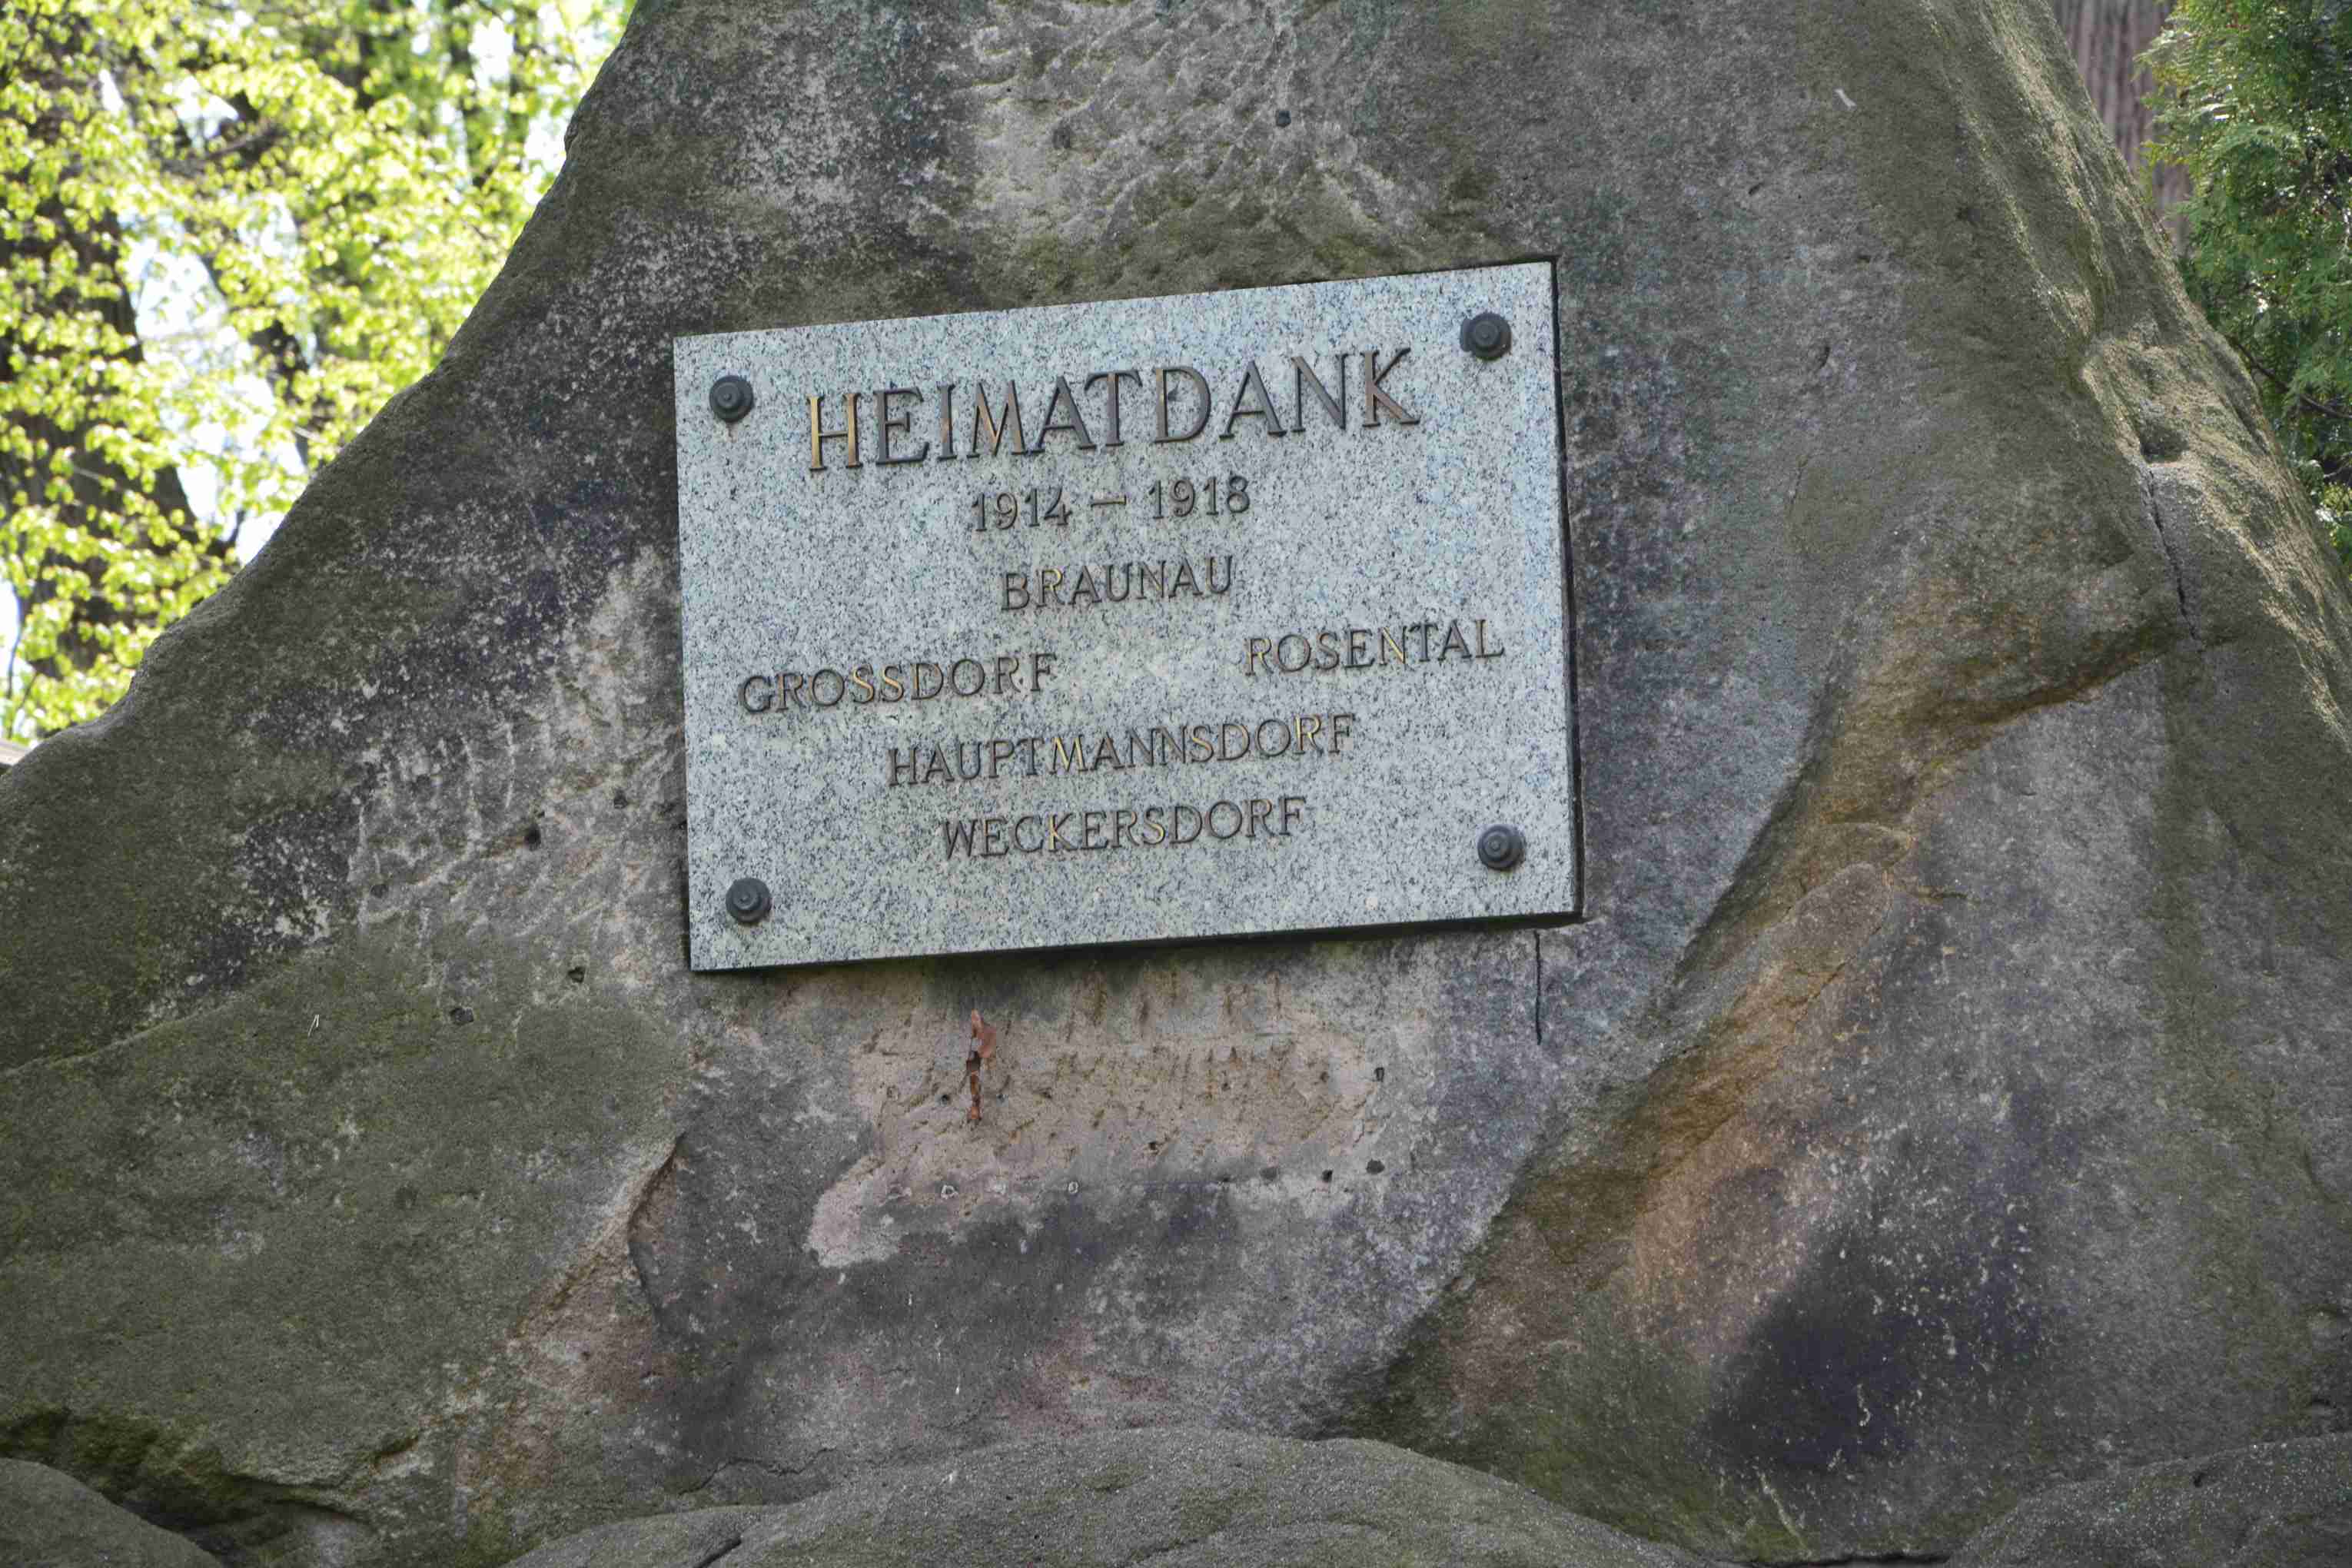 HEIMATDANK
1914 – 1918
BRAUNAU
GROSSDORF ROSENTAL
HAUPTMANNSDORF
WECKERSDORF